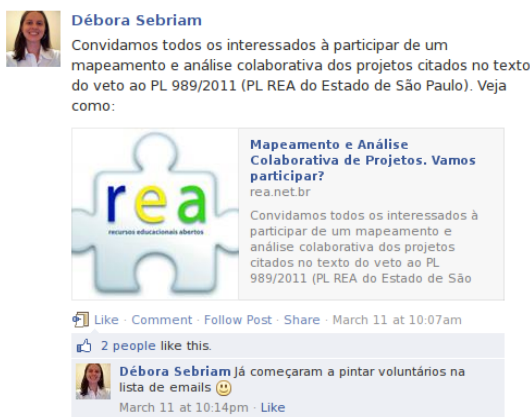 Débora Sebriam
Convidamos todos os interessados à participar de um
mapeamento e análise colaborativa dos projetos citados no texto
do veto ao PL 989/2011 (PL REA do Estado de São Paulo). Veja
como:
rea
recursos educacionais abertos
Mapeamento e Análise
Colaborativa de Projetos. Vamos
participar?
rea.net.br
Convidamos todos os interessados à
participar de um mapeamento e
análise colaborativa dos projetos
citados no texto do veto ao PL
989/2011 (PL REA do Estado de São
Like · Comment · Follow Post · Share · March 11 at 10:07am
2 people like this.
Débora Sebriam Já começaram a pintar voluntários na
lista de emails
March 11 at 10:14pm · Like